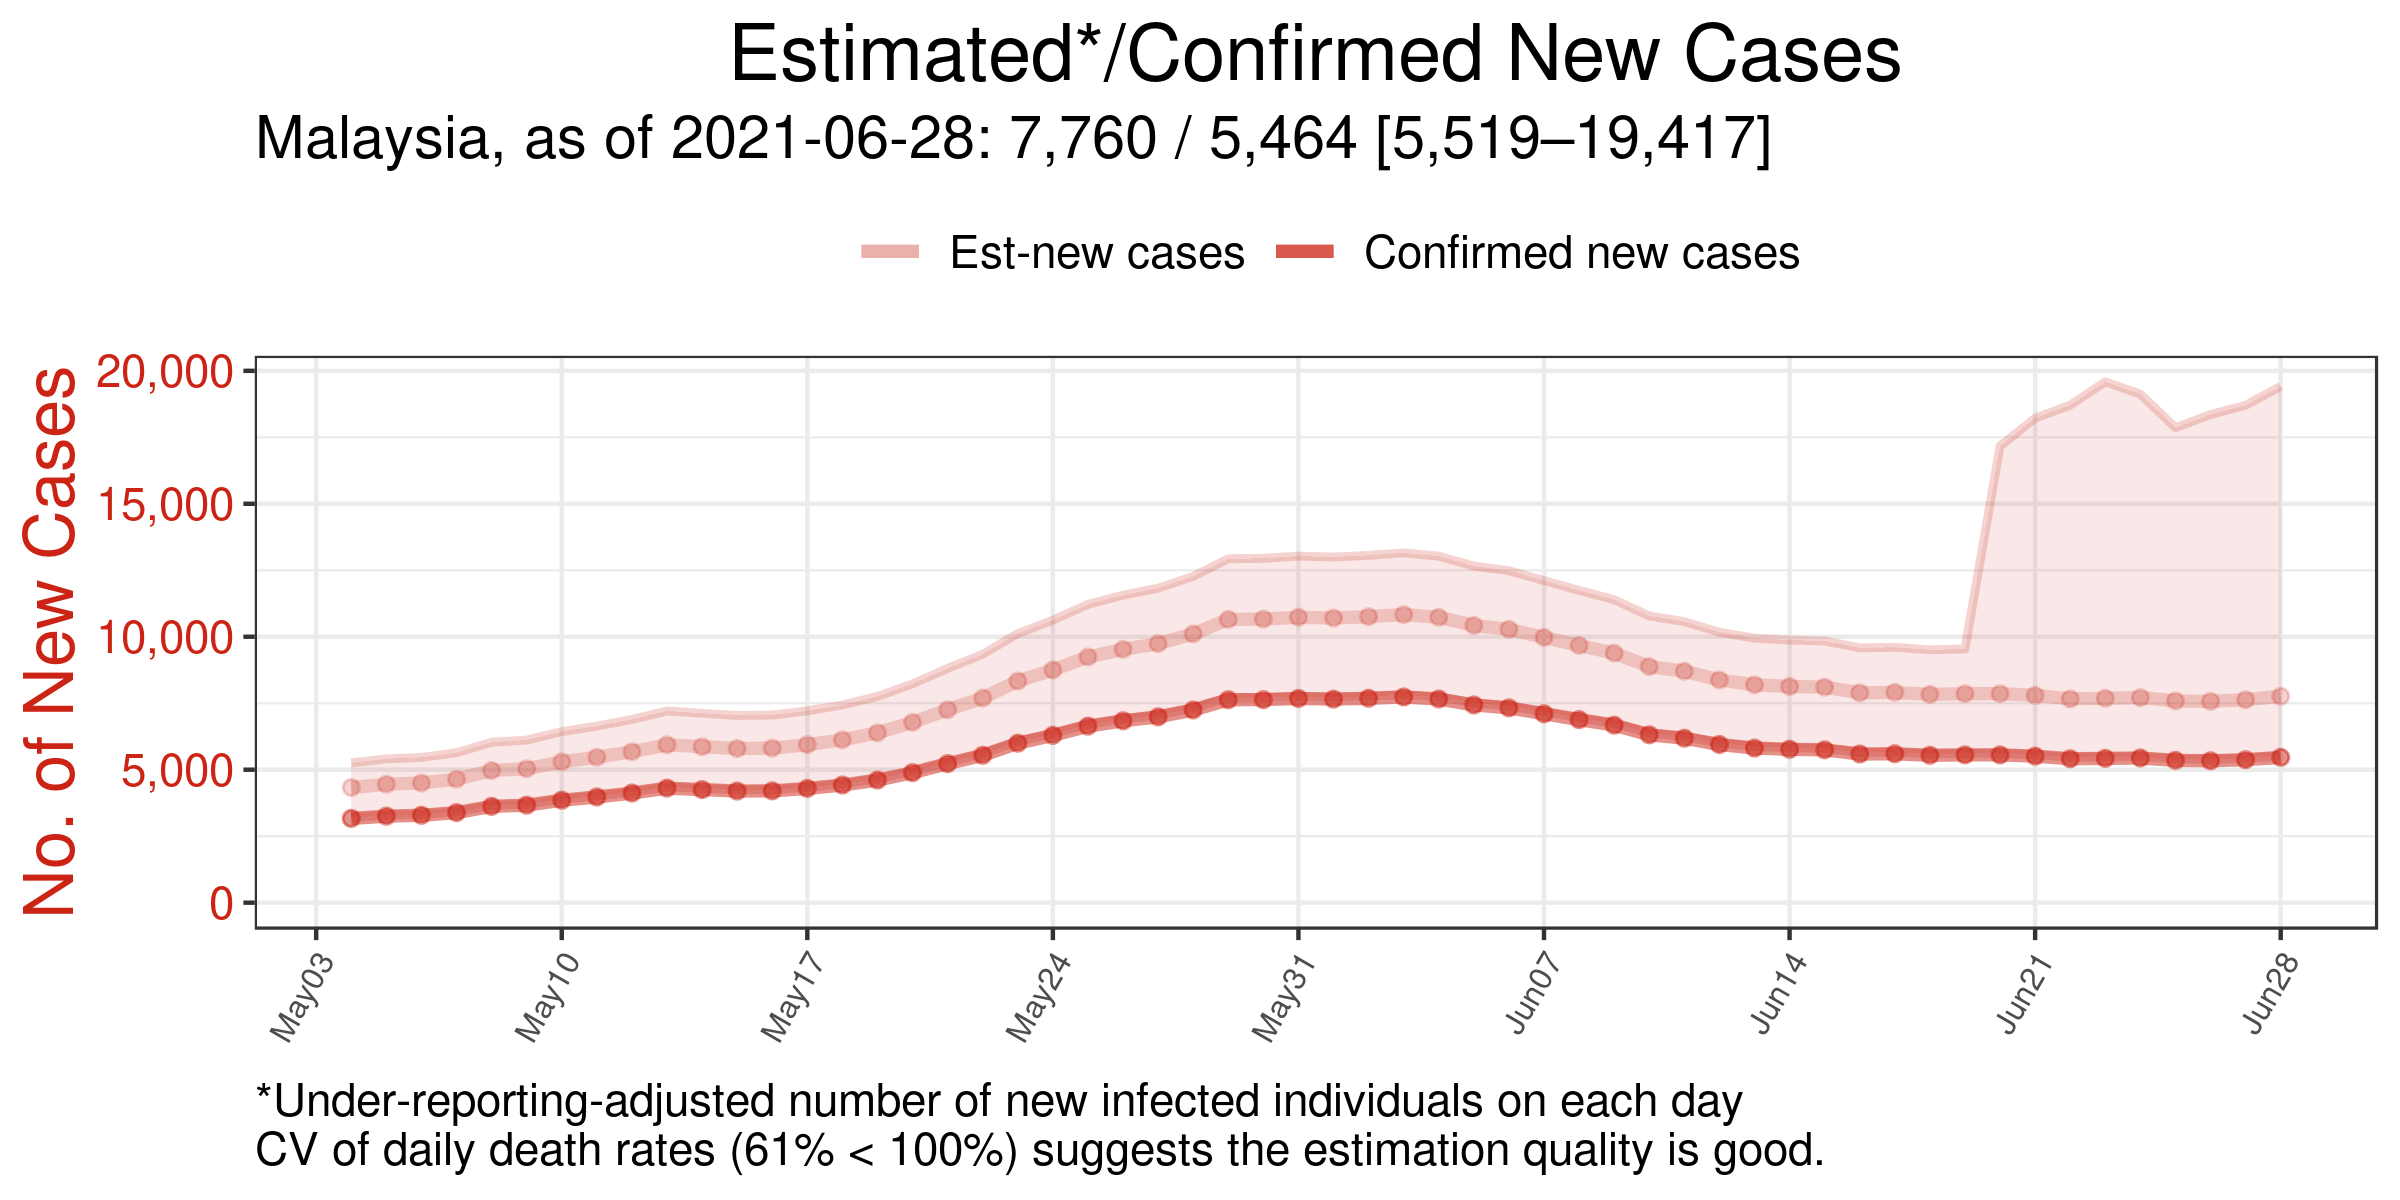 Estimated*/Confirmed New Cases
Malaysia, as of 2021-06-28: 7,760 / 5,464 [5,519–19,417]
Est-new cases
Confirmed new cases
No. of New Cases
20,000
15,000
10,000
5,000
0
May03
May10
May17
May24
May31
Jun07
Jun14
Jun21
Jun28
*Under-reporting-adjusted number of new infected individuals on each day
CV of daily death rates (61% < 100%) suggests the estimation quality is good.